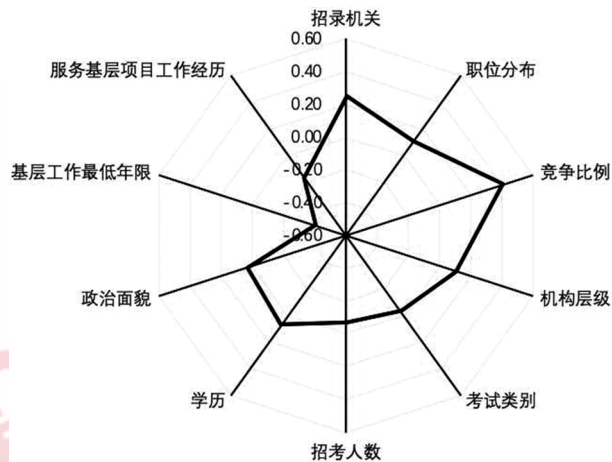 招录机关
0.60
服务基层项目工作经历
0.40
职位分布
0.20
0.00
基层工作最低年限
-0.20
竞争比例
-0.40
-0.60
政治面貌
机构层级
学历
考试类别
招考人数